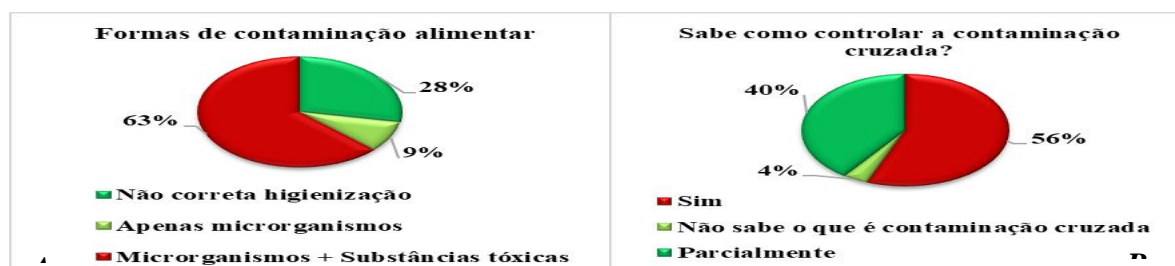 Formas de contaminação alimentar
28%
63%
9%
Não correta higienização
Apenas microrganismos
Microrganismos + Substâncias tóxicas
Sabe como controlar a contaminação
cruzada?
40%
56%
4%
Sim
Não sabe o que é contaminação cruzada
Parcialmente